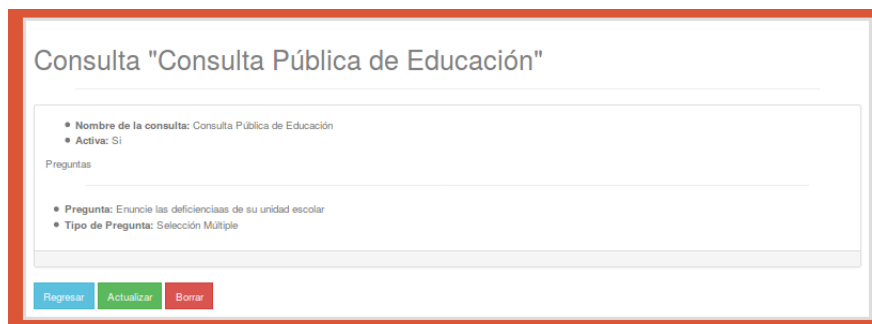 Consulta "Consulta Pública de Educación"
Nombre de la consulta: Consulta Pública de Educación
Activa: Si
Preguntas
Pregunta: Enuncie las deficienciaas de su unidad escolar
Tipo de Pregunta: Selección Múltiple
Regresar Actualizar Borrar